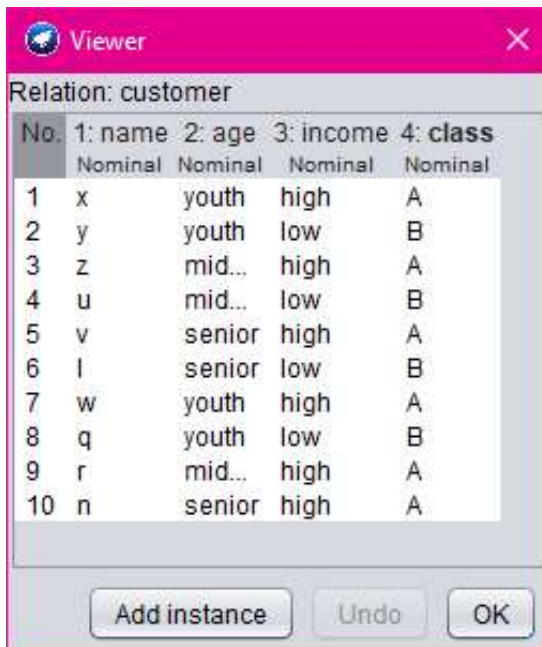 Viewer
Relation: customer
No. 1: name 2: age 3: income 4: class
Nominal Nominal Nominal Nominal
1 x youth high A
2 y youth low B
3 z mid... high A
4 u mid... low B
5 v senior high A
6 l senior low B
7 w youth high A
8 q youth low B
9 r mid... high A
10 n senior high A
Add instance Undo OK